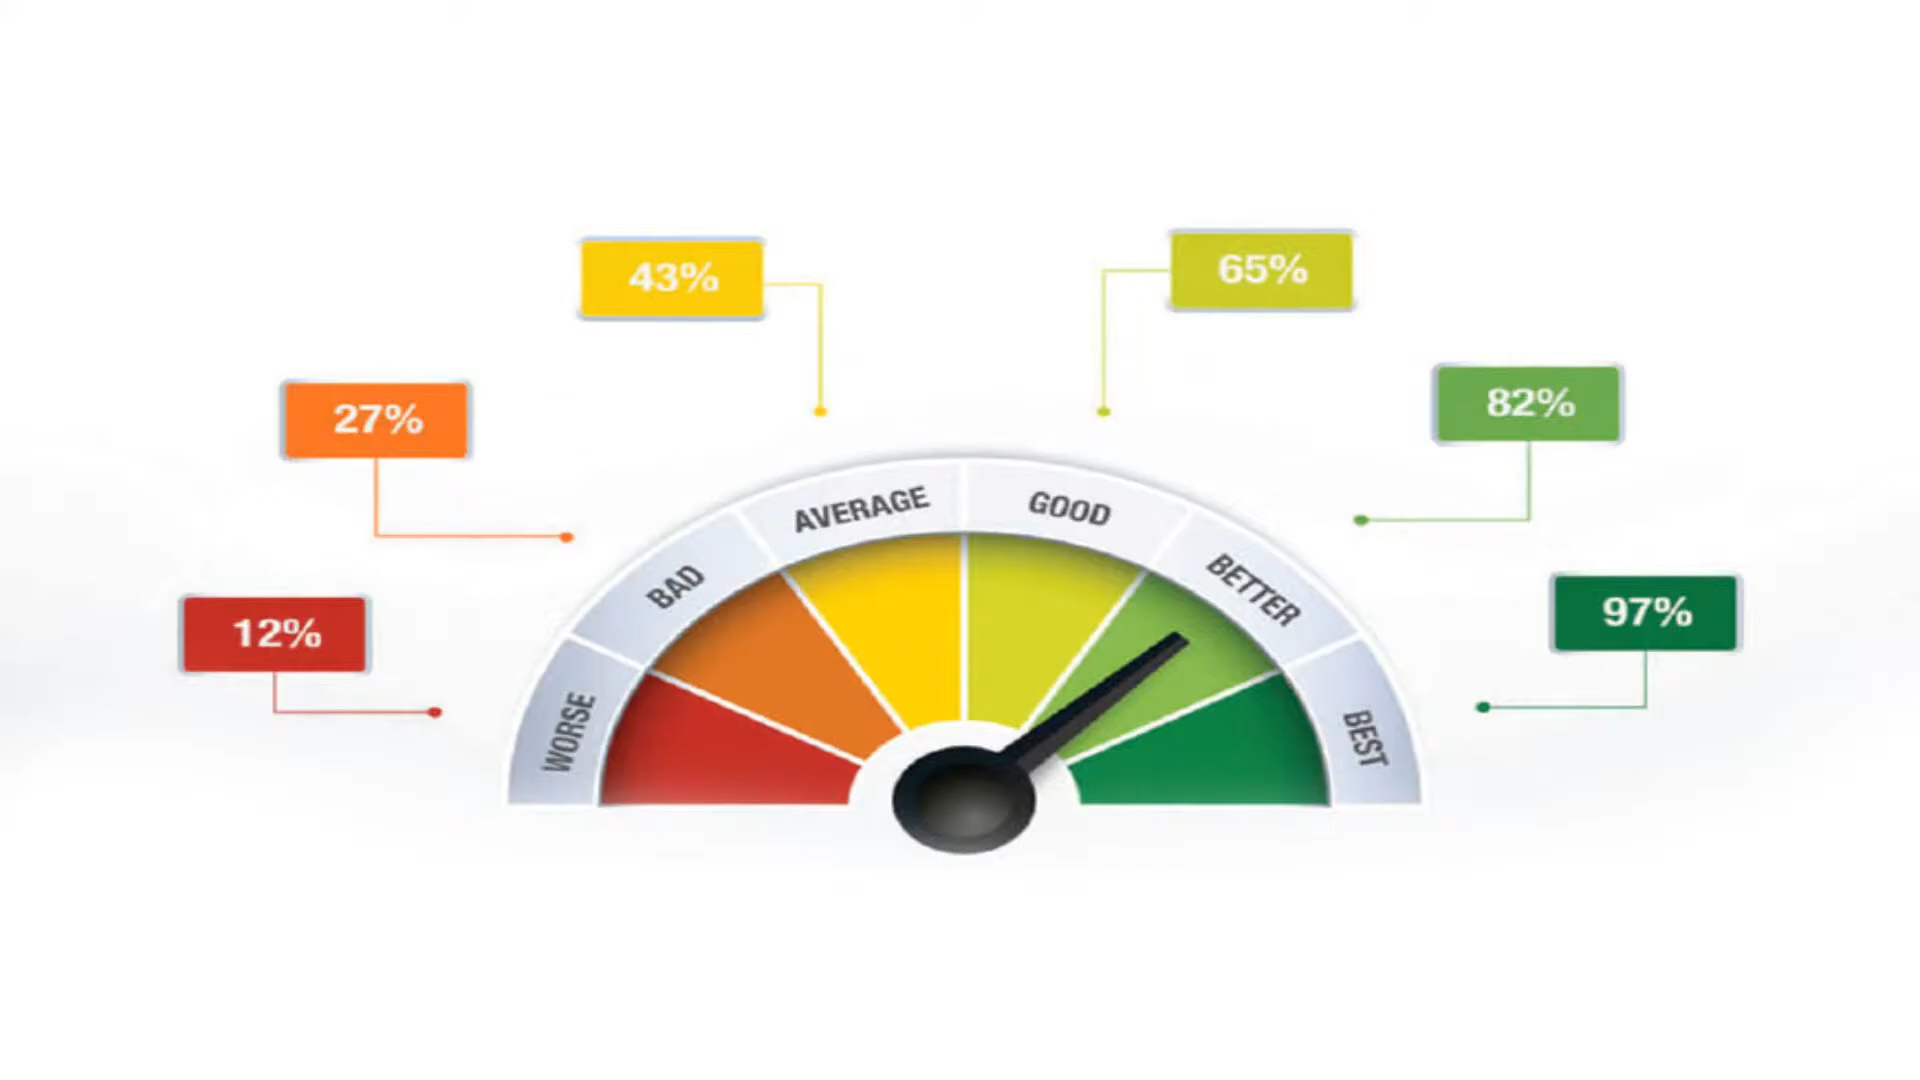 43%
65%
27%
82%
12%
97%
WORSE
BAD
AVERAGE
GOOD
BETTER
BEST